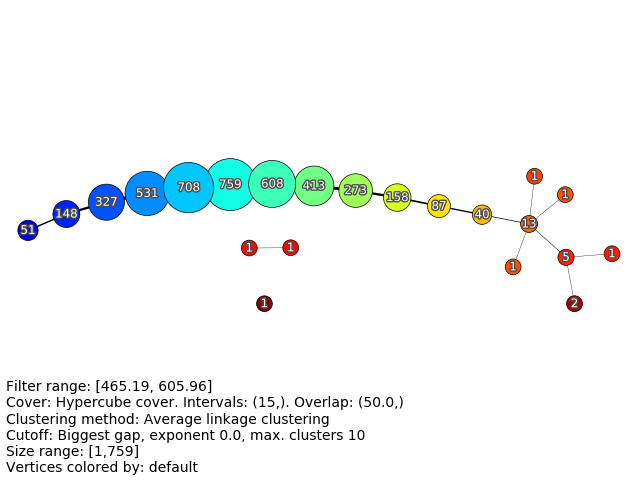 51 148 327 531 708 759 608 413 273 158 87 40 13 1 1
1 5 1
1 1
1 2
Filter range: [465.19, 605.96]
Cover: Hypercube cover. Intervals: (15,). Overlap: (50.0,)
Clustering method: Average linkage clustering
Cutoff: Biggest gap, exponent 0.0, max. clusters 10
Size range: [1,759]
Vertices colored by: default